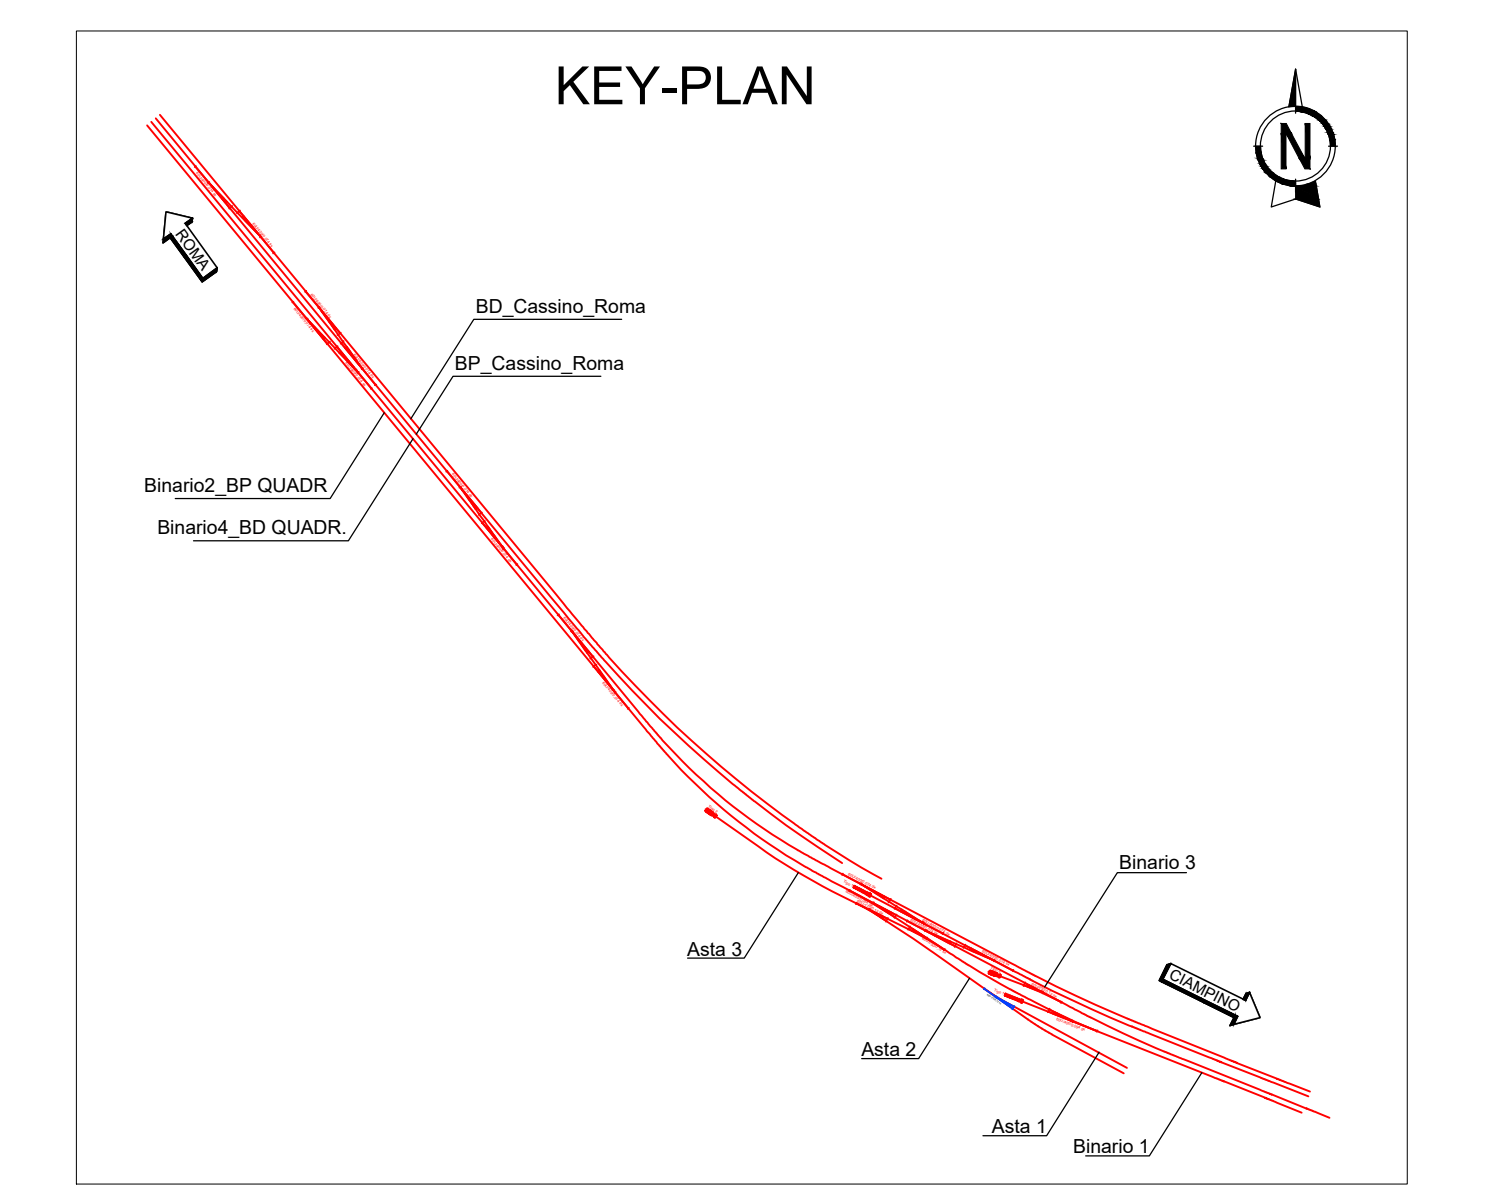 KEY-PLAN
N
ROMA
BD_Cassino_Roma
BP_Cassino_Roma
Binario2_BP QUADR
Binario4_BD QUADR.
Binario 3
Asta 3
CIAMPINO
Asta 2
Asta 1
Binario 1